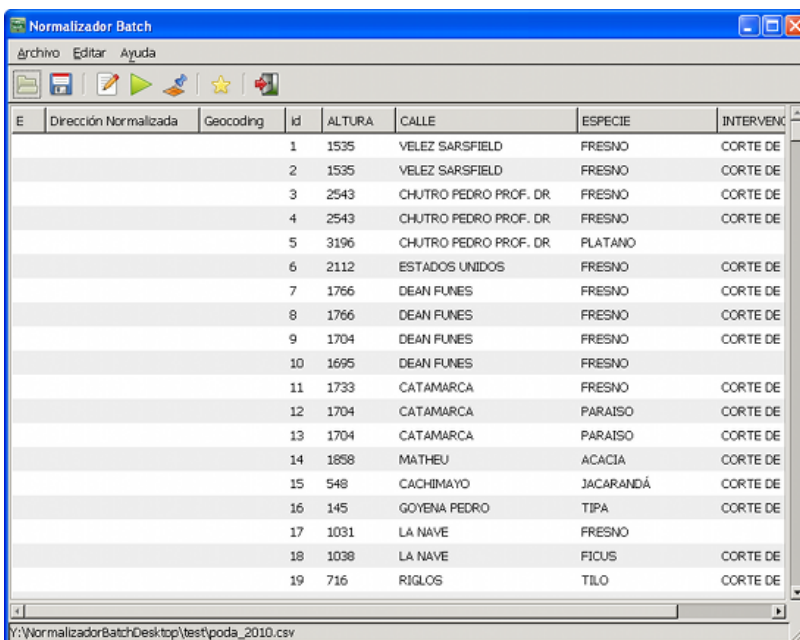 Normalizador Batch
Archivo Editar Ayuda
E Dirección Normalizada Geocoding id ALTURA CALLE ESPECIE INTERVENC
1 1535 VELEZ SARSFIELD FRESNO CORTE DE
2 1535 VELEZ SARSFIELD FRESNO CORTE DE
3 2543 CHUTRO PEDRO PROF. DR FRESNO CORTE DE
4 2543 CHUTRO PEDRO PROF. DR FRESNO CORTE DE
5 3196 CHUTRO PEDRO PROF. DR PLATANO
6 2112 ESTADOS UNIDOS FRESNO CORTE DE
7 1766 DEAN FUNES FRESNO CORTE DE
8 1766 DEAN FUNES FRESNO CORTE DE
9 1704 DEAN FUNES FRESNO CORTE DE
10 1695 DEAN FUNES FRESNO
11 1733 CATAMARCA FRESNO CORTE DE
12 1704 CATAMARCA PARAISO CORTE DE
13 1704 CATAMARCA PARAISO CORTE DE
14 1858 MATHEU ACACIA CORTE DE
15 548 CACHIMAYO JACARANDÁ CORTE DE
16 145 GOYENA PEDRO TIPA CORTE DE
17 1031 LA NAVE FRESNO
18 1038 LA NAVE FICUS CORTE DE
19 716 RIGLOS TILO CORTE DE
Y:\NormalizadorBatchDesktop\test\poda_2010.csv